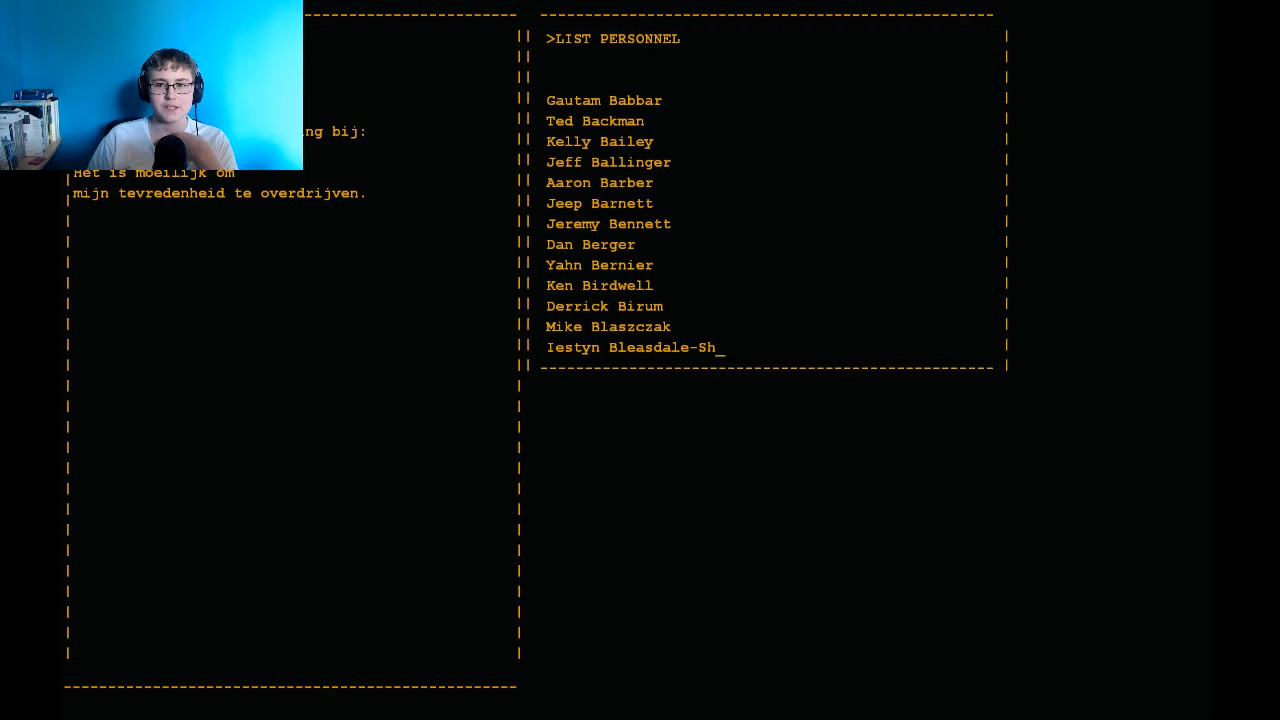 ng bij:
Het is moeilijk om
mijn tevredenheid te overdrijven.
>LIST PERSONNEL
Gautam Babbar
Ted Backman
Kelly Bailey
Jeff Ballinger
Aaron Barber
Jeep Barnett
Jeremy Bennett
Dan Berger
Yahn Bernier
Ken Birdwell
Derrick Birum
Mike Blaszczak
Iestyn Bleasdale-Sh_